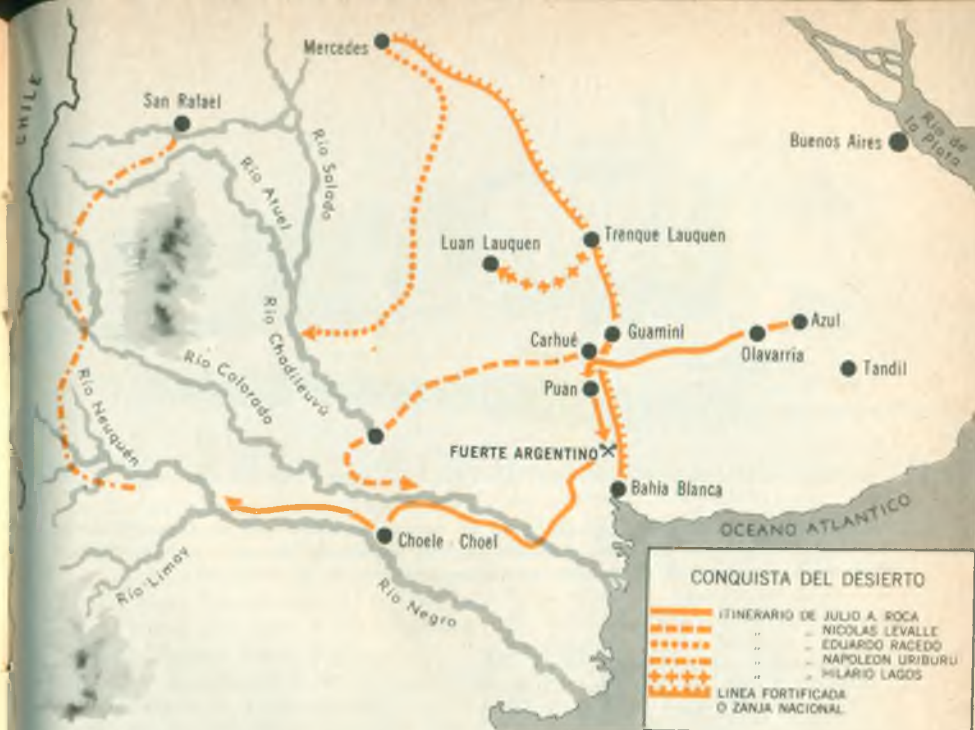 CHILE
Mercedes
San Rafael
Río Salado
Río Atuel
Buenos Aires
Río de
la Plata
Luan Lauquen
Trenque Lauquen
Río Chadileuvú
Carhué
Guamini
Azul
Olavarria
Tandil
Río Colorado
Puan
Río Neuquén
FUERTE ARGENTINO
Bahia Blanca
OCEANO ATLANTICO
Choele Choel
Río Limay
Río Negro
CONQUISTA DEL DESIERTO
ITINERARIO DE JULIO A. ROCA
" " NICOLAS LEVALLE
" " EDUARDO RACEDO
" " NAPOLEON URIBURU
" " HILARIO LAGOS
LINEA FORTIFICADA
O ZANJA NACIONAL